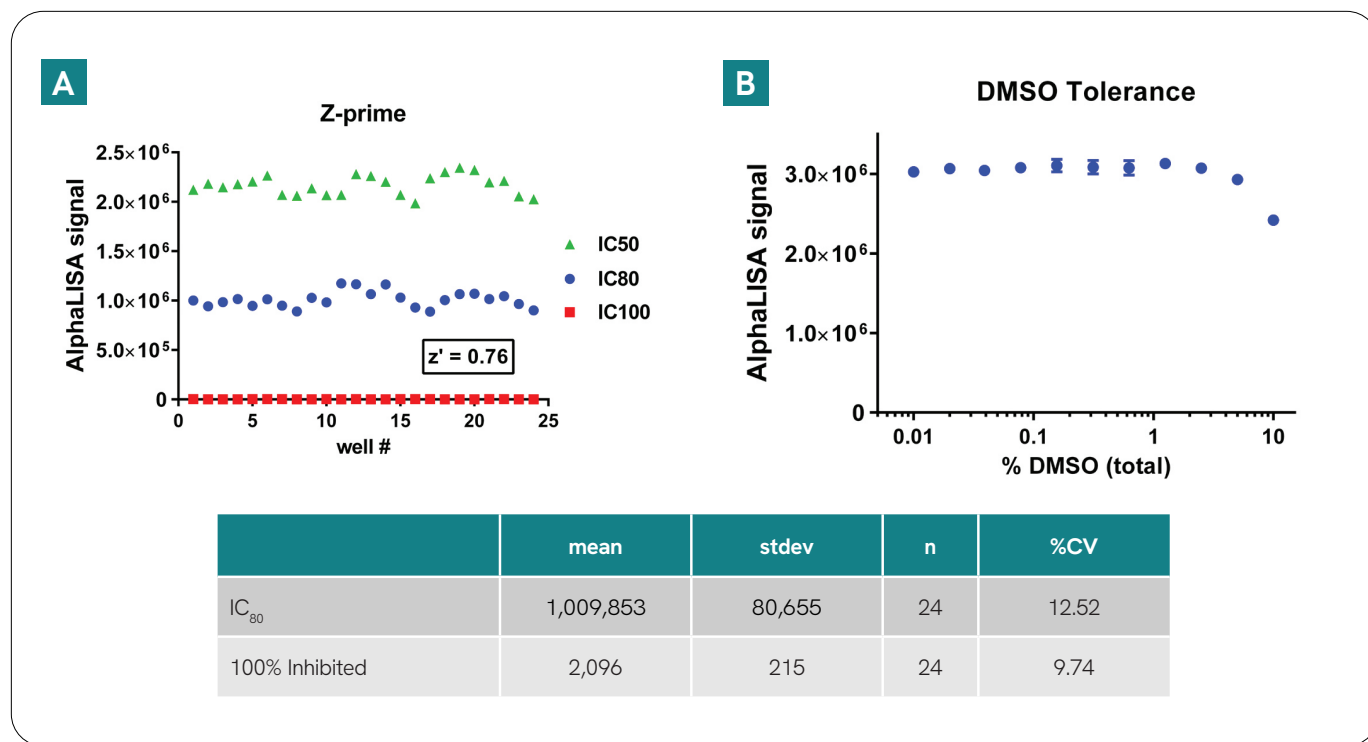 A
Z-prime
AlphaLISA signal
2.5×10⁶
2.0×10⁶
1.5×10⁶
1.0×10⁶
5.0×10⁵
0
0 5 10 15 20 25
well #
z' = 0.76
IC50
IC80
IC100
B
DMSO Tolerance
AlphaLISA signal
3.0×10⁶
2.0×10⁶
1.0×10⁶
0
0.01 0.1 1 10
% DMSO (total)
mean stdev n %CV
IC₈₀ 1,009,853 80,655 24 12.52
100% Inhibited 2,096 215 24 9.74